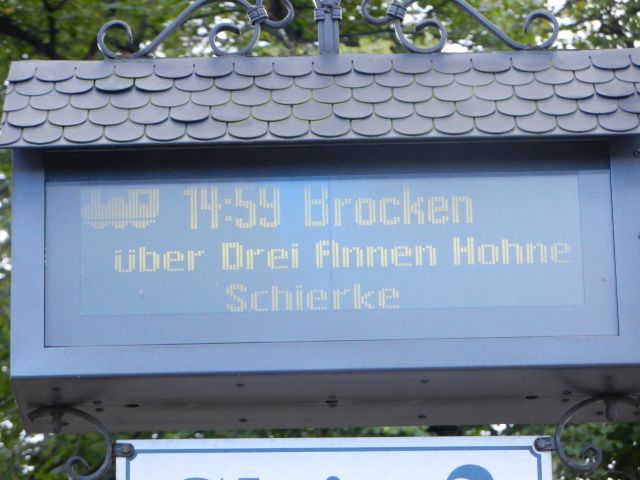 14:59 Brocken
über Drei Annen Hohne
Schierke